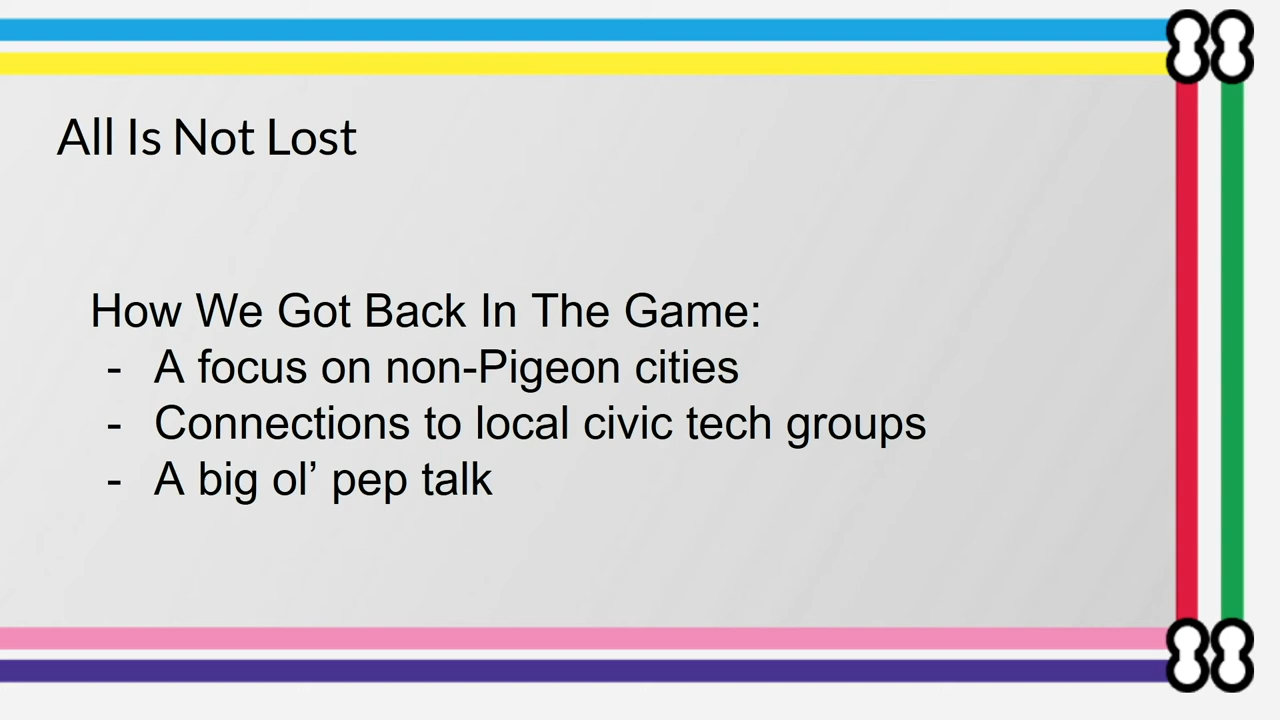 All Is Not Lost
How We Got Back In The Game:
- A focus on non-Pigeon cities
- Connections to local civic tech groups
- A big ol’ pep talk